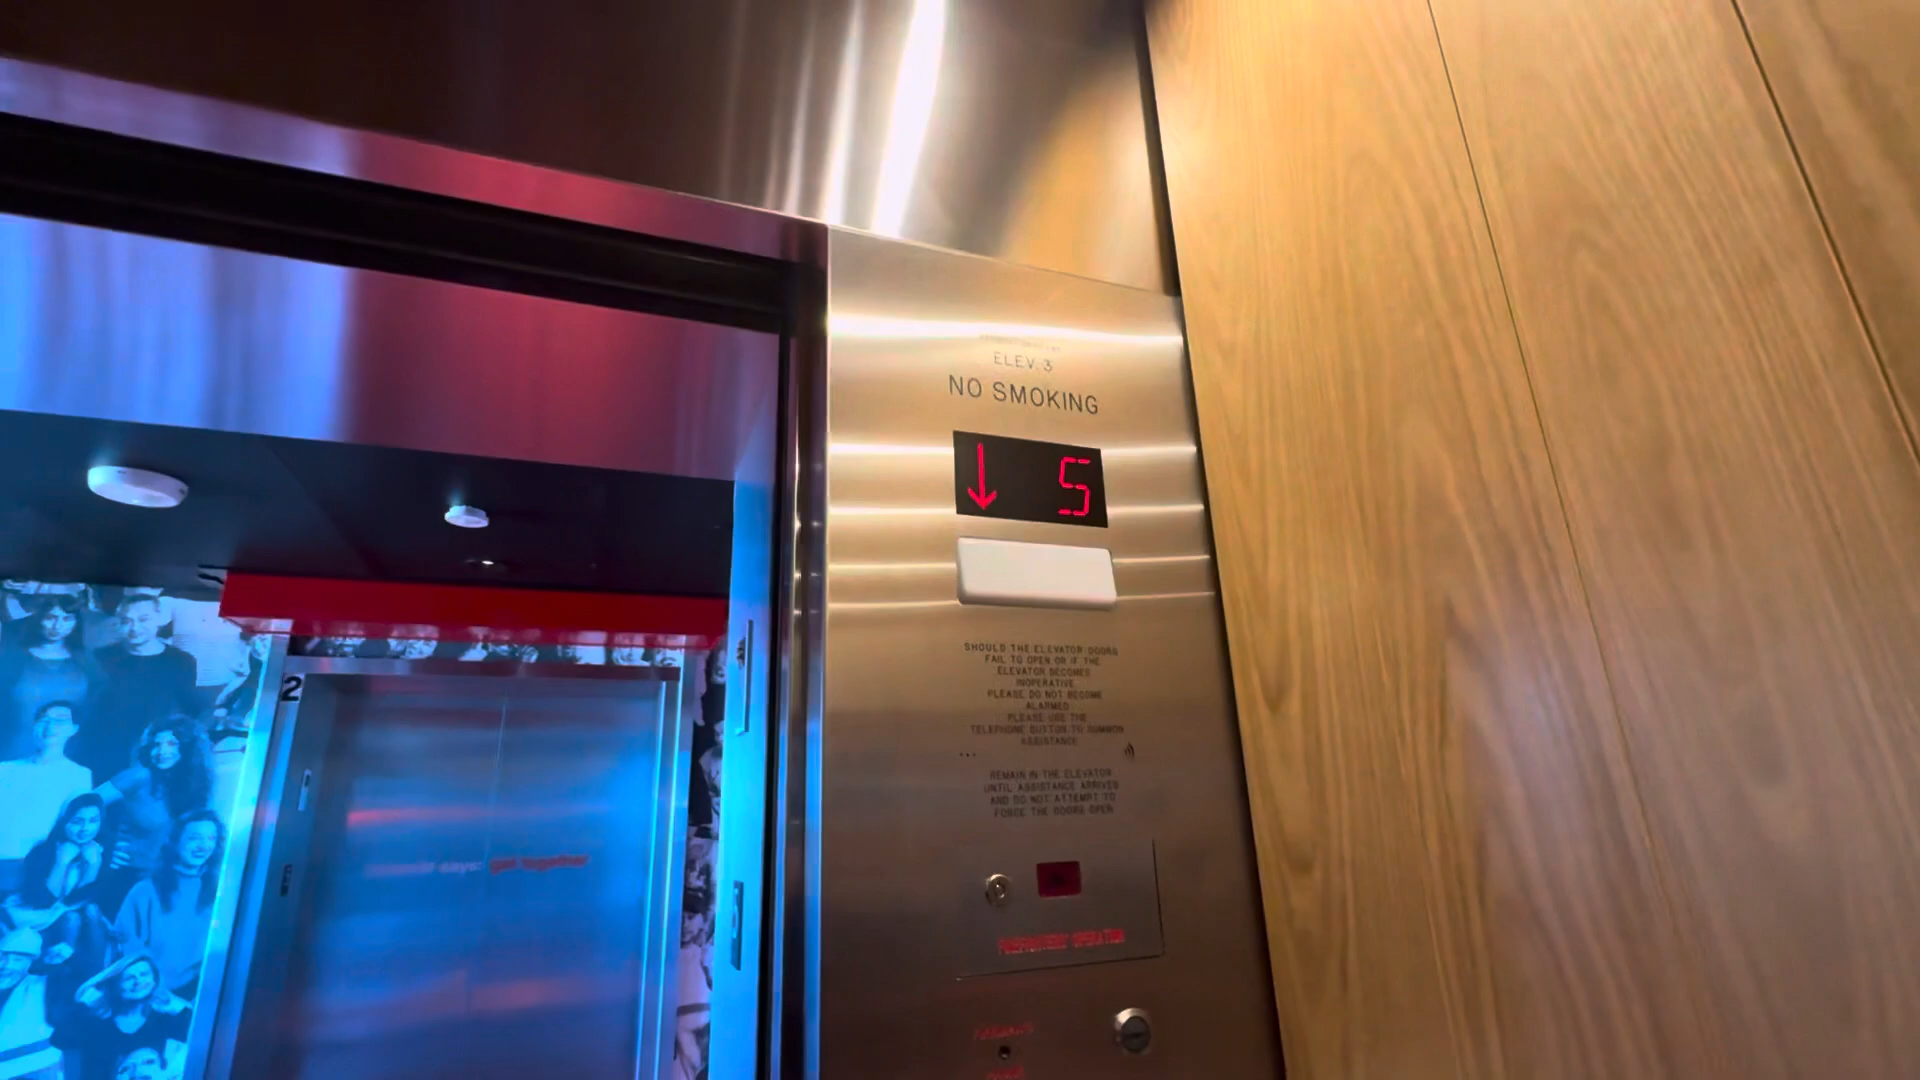 ELEV. 3
NO SMOKING
↓ 5
SHOULD THE ELEVATOR DOORS
FAIL TO OPEN OR IF THE
ELEVATOR BECOMES
INOPERATIVE
PLEASE DO NOT BECOME
ALARMED
PLEASE USE THE
TELEPHONE BUTTON TO SUMMON
ASSISTANCE
REMAIN IN THE ELEVATOR
UNTIL ASSISTANCE ARRIVES
AND DO NOT ATTEMPT TO
FORCE THE DOORS OPEN
FIREFIGHTERS' OPERATION
2
says: get together